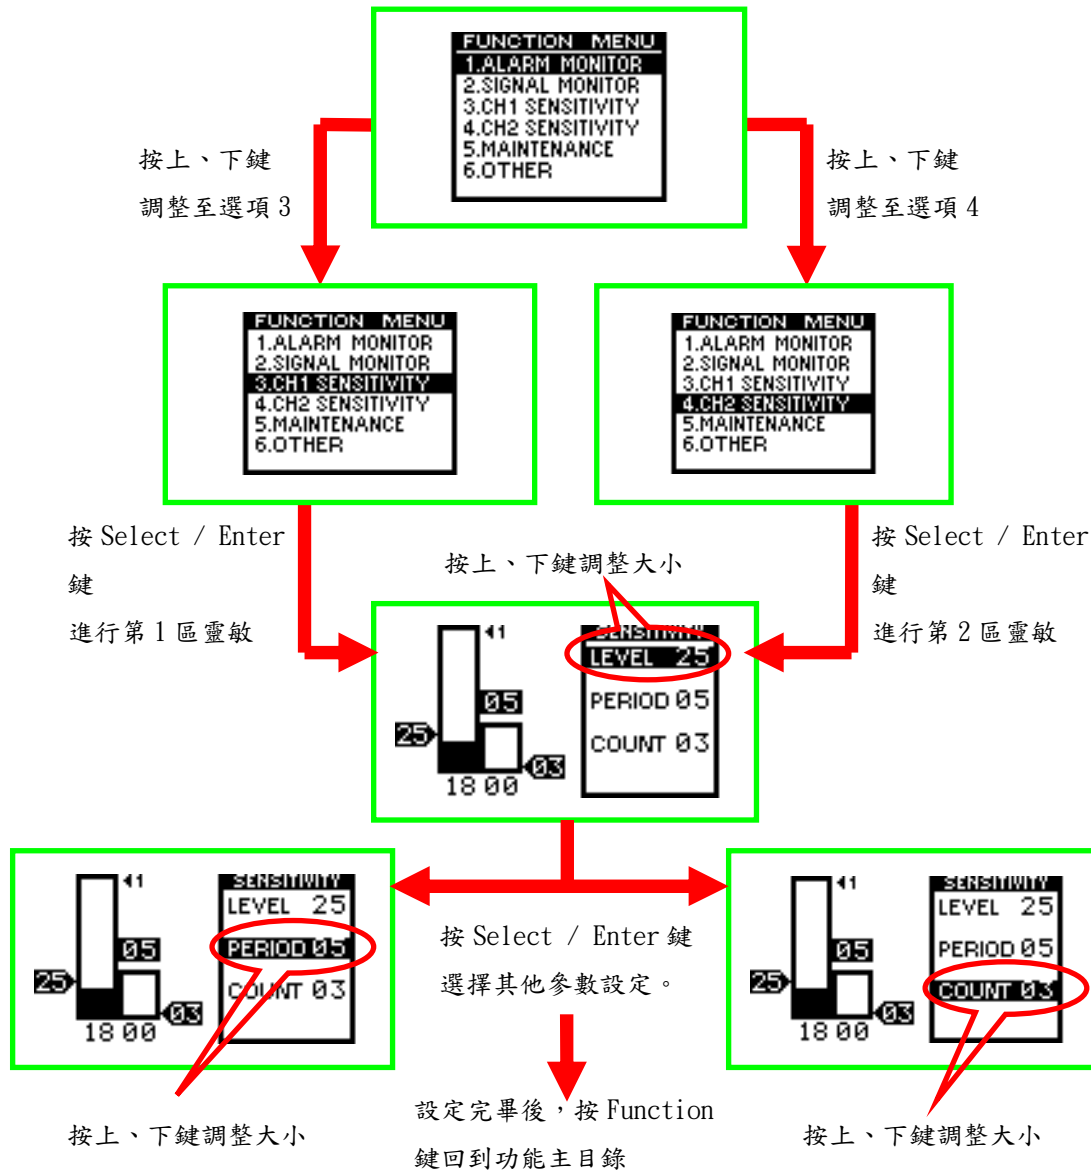 FUNCTION MENU
1.ALARM MONITOR
2.SIGNAL MONITOR
3.CH1 SENSITIVITY
4.CH2 SENSITIVITY
5.MAINTENANCE
6.OTHER
按上、下鍵
調整至選項 3
按上、下鍵
調整至選項 4
FUNCTION MENU
1.ALARM MONITOR
2.SIGNAL MONITOR
3.CH1 SENSITIVITY
4.CH2 SENSITIVITY
5.MAINTENANCE
6.OTHER
FUNCTION MENU
1.ALARM MONITOR
2.SIGNAL MONITOR
3.CH1 SENSITIVITY
4.CH2 SENSITIVITY
5.MAINTENANCE
6.OTHER
按 Select / Enter
鍵
進行第 1 區靈敏
按 Select / Enter
鍵
進行第 2 區靈敏
按上、下鍵調整大小
1
05
25
03
18 00
SENSITIVITY
LEVEL 25
PERIOD 05
COUNT 03
1
05
25
03
18 00
SENSITIVITY
LEVEL 25
PERIOD 05
COUNT 03
按上、下鍵調整大小
按 Select / Enter 鍵
選擇其他參數設定。
設定完畢後，按 Function
鍵回到功能主目錄
1
05
25
03
18 00
SENSITIVITY
LEVEL 25
PERIOD 05
COUNT 03
按上、下鍵調整大小